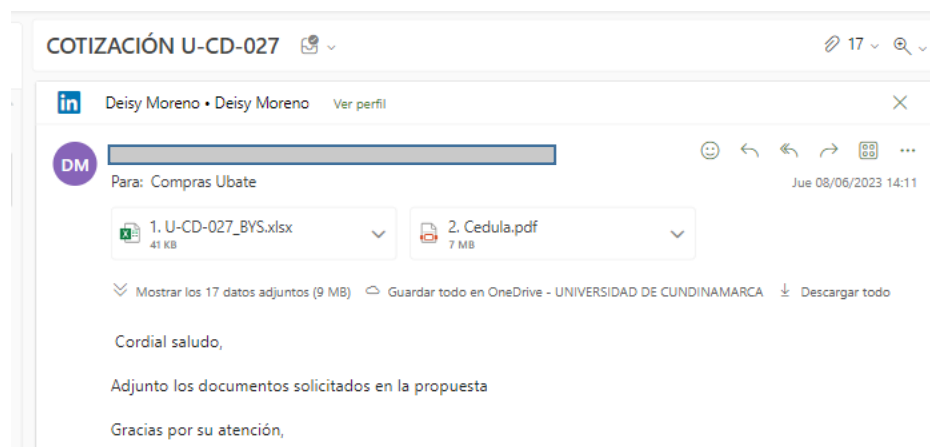 COTIZACIÓN U-CD-027
17
in Deisy Moreno • Deisy Moreno Ver perfil
DM
Para: Compras Ubate
Jue 08/06/2023 14:11
1. U-CD-027_BYS.xlsx
41 KB
2. Cedula.pdf
7 MB
Mostrar los 17 datos adjuntos (9 MB) Guardar todo en OneDrive - UNIVERSIDAD DE CUNDINAMARCA Descargar todo
Cordial saludo,
Adjunto los documentos solicitados en la propuesta
Gracias por su atención,